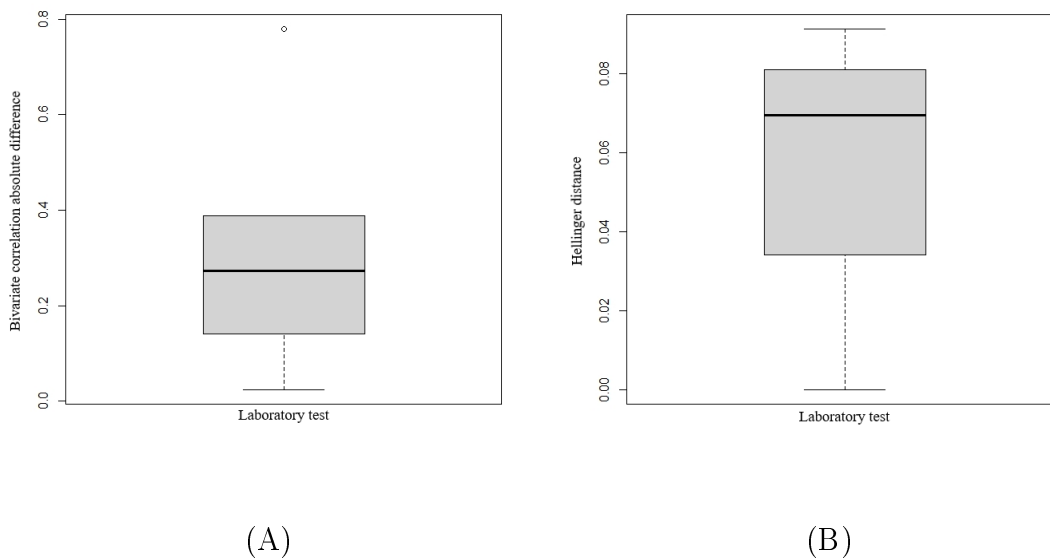 Bivariate correlation absolute difference
0.8
0.6
0.4
0.2
0.0
Laboratory test
(A)
Hellinger distance
0.08
0.06
0.04
0.02
0.00
Laboratory test
(B)